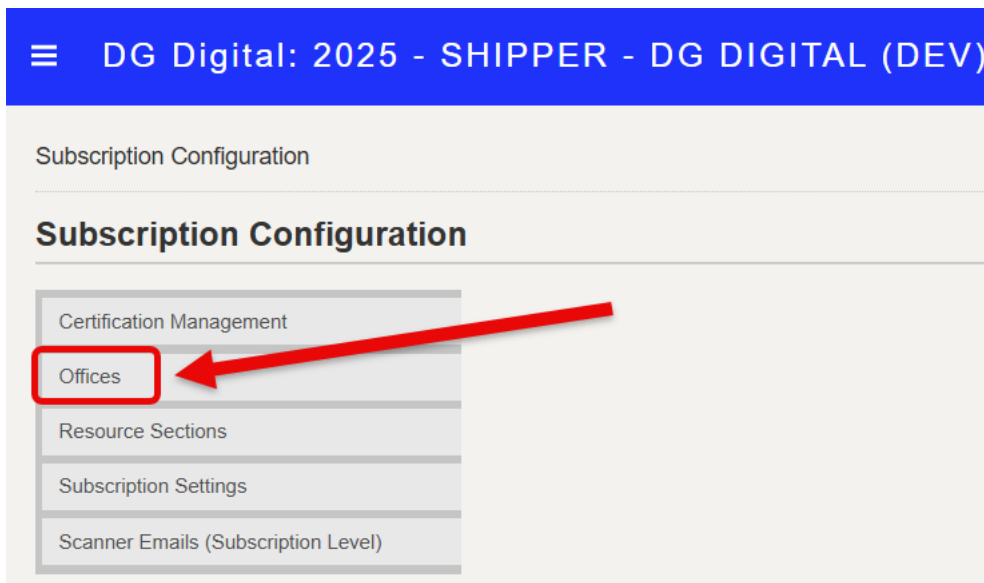 DG Digital: 2025 - SHIPPER - DG DIGITAL (DEV)
Subscription Configuration
Subscription Configuration
Certification Management
Offices
Resource Sections
Subscription Settings
Scanner Emails (Subscription Level)